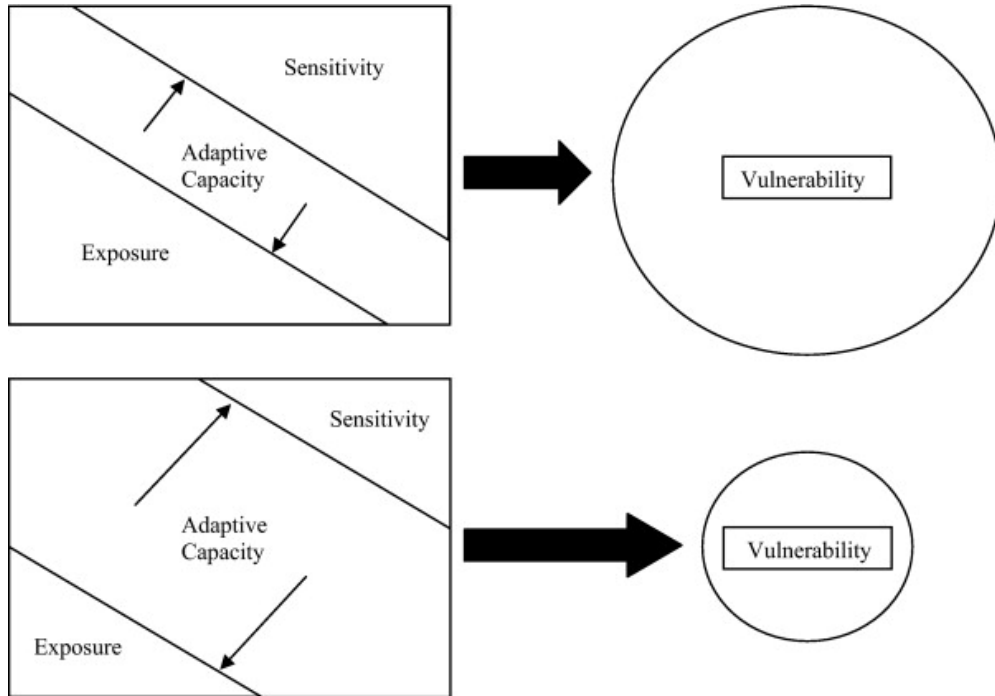 Sensitivity
Adaptive
Capacity
Exposure
Vulnerability
Sensitivity
Adaptive
Capacity
Exposure
Vulnerability